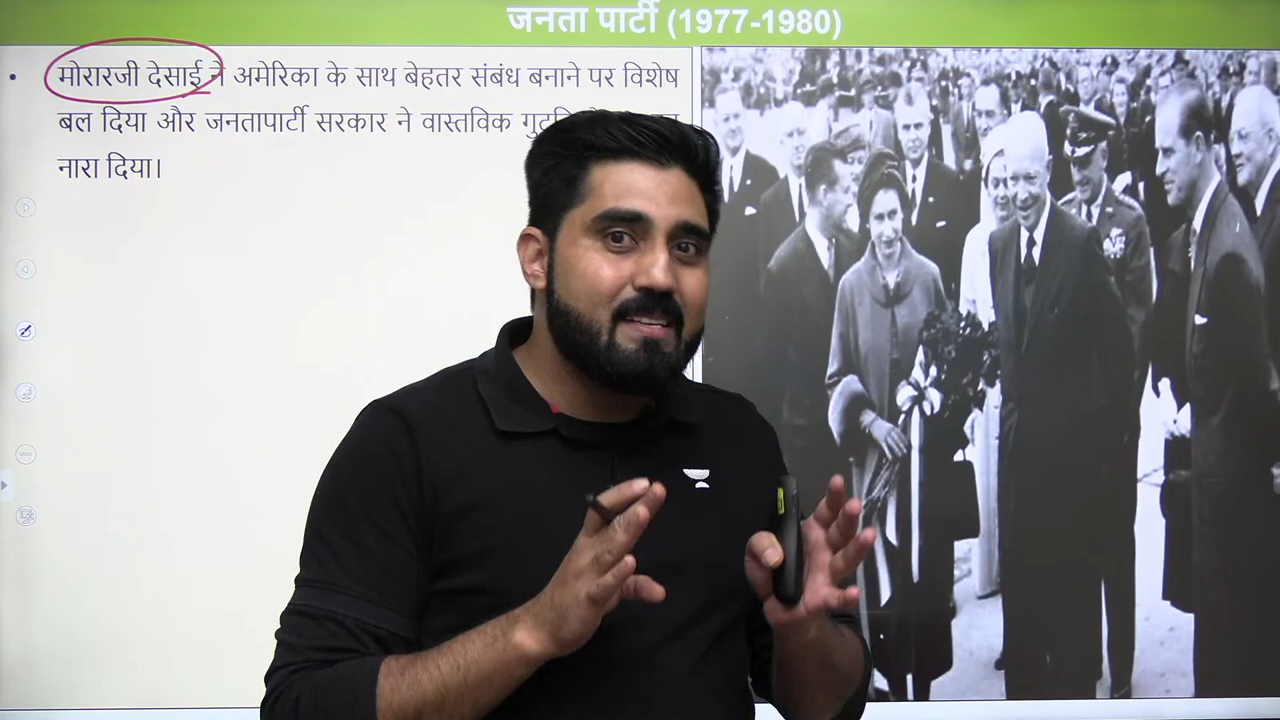 जनता पार्टी (1977-1980)
• मोरारजी देसाई ने अमेरिका के साथ बेहतर संबंध बनाने पर विशेष
बल दिया और जनतापार्टी सरकार ने वास्तविक
नारा दिया।